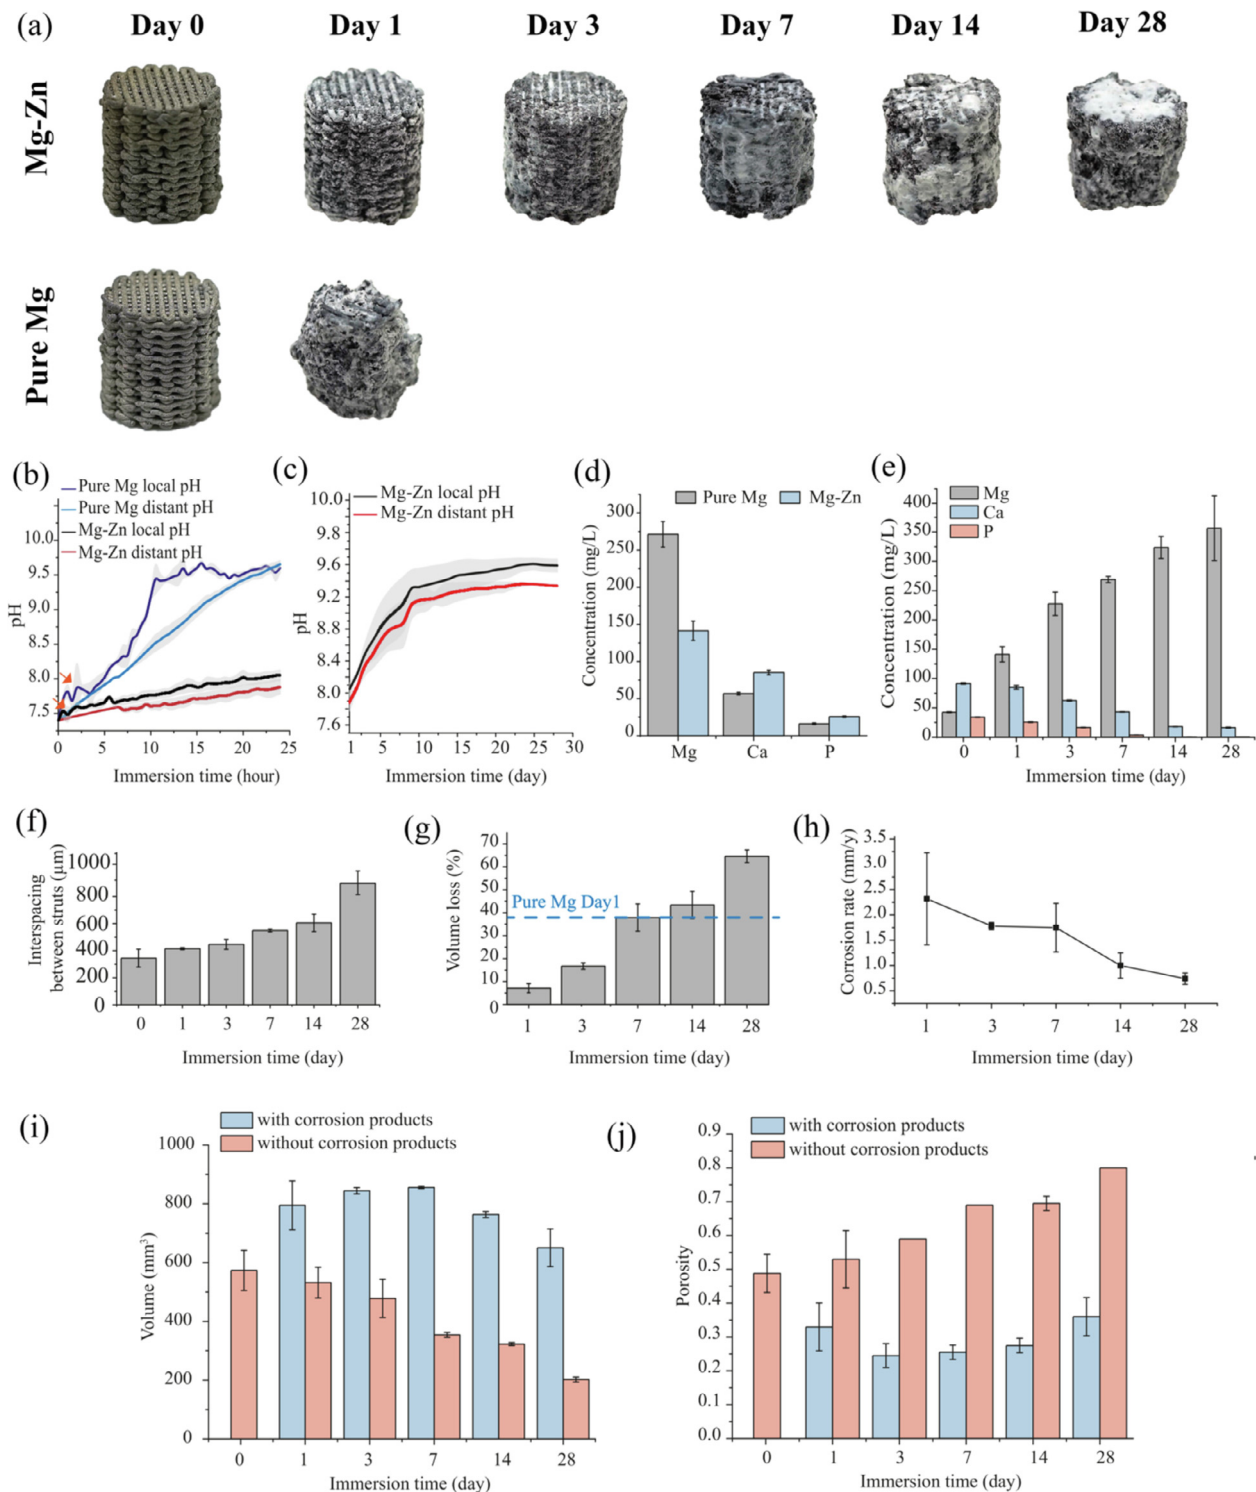 (a)
Day 0 Day 1 Day 3 Day 7 Day 14 Day 28
Mg-Zn
Pure Mg
(b)
Pure Mg local pH
Pure Mg distant pH
Mg-Zn local pH
Mg-Zn distant pH
9.5
9.0
8.5
8.0
7.5
pH
0 5 10 15 20 25
Immersion time (hour)
(c)
Mg-Zn local pH
Mg-Zn distant pH
10.0
9.6
9.2
8.8
8.4
8.0
7.6
pH
1 5 10 15 20 25 30
Immersion time (day)
(d)
Pure Mg Mg-Zn
300
250
200
150
100
50
0
Concentration (mg/L)
Mg Ca P
(e)
Mg
Ca
P
400
350
300
250
200
150
100
50
0
Concentration (mg/L)
0 1 3 7 14 28
Immersion time (day)
(f)
1000
800
600
400
200
0
Interspacing
between struts (μm)
0 1 3 7 14 28
Immersion time (day)
(g)
70
60
50
40
30
20
10
0
Volume loss (%)
Pure Mg Day1
1 3 7 14 28
Immersion time (day)
(h)
3.5
2.5
1.5
1.0
0.5
Corrosion rate (mm/y)
1 3 7 14 28
Immersion time (day)
(i)
with corrosion products
without corrosion products
1000
800
600
400
200
0
Volume (mm³)
0 1 3 7 14 28
Immersion time (day)
(j)
with corrosion products
without corrosion products
0.9
0.8
0.7
0.6
0.5
0.4
0.3
0.2
0.1
0.0
Porosity
0 1 3 7 14 28
Immersion time (day)